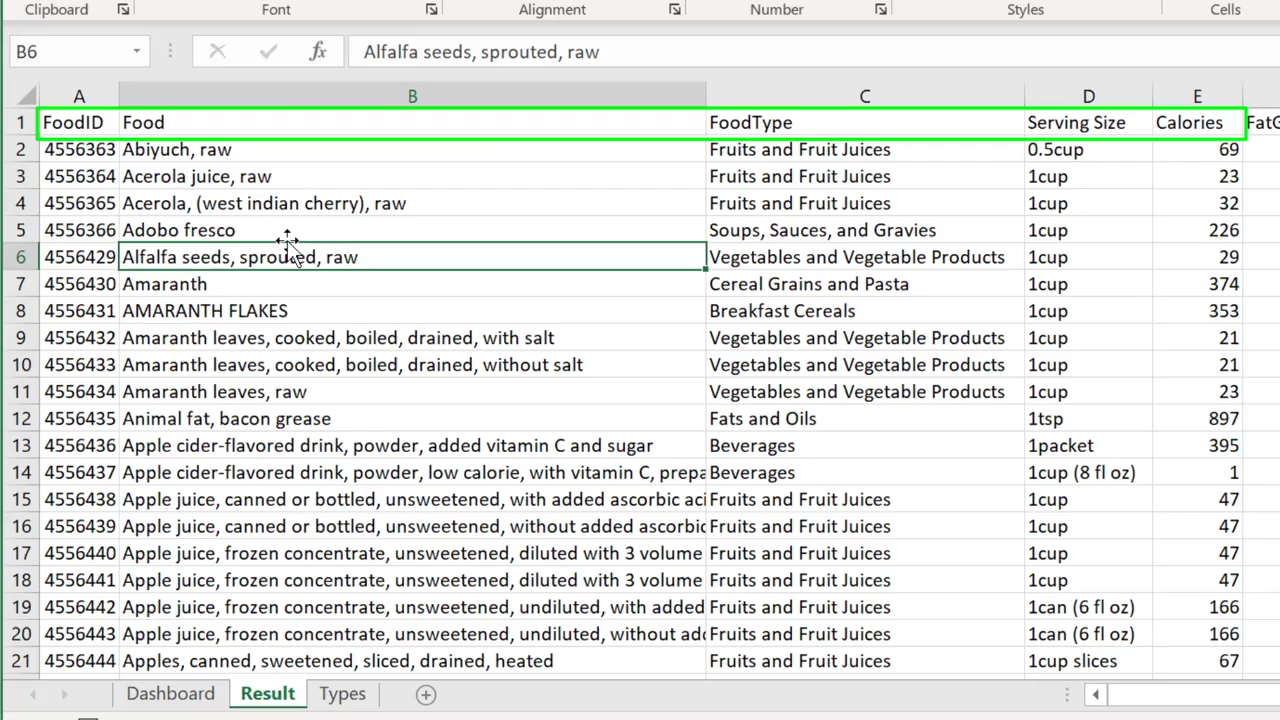 Clipboard Font Alignment Number Styles Cells
B6 fx Alfalfa seeds, sprouted, raw
A B C D E
1 FoodID Food FoodType Serving Size Calories FatG
2 4556363 Abiyuch, raw Fruits and Fruit Juices 0.5cup 69
3 4556364 Acerola juice, raw Fruits and Fruit Juices 1cup 23
4 4556365 Acerola, (west indian cherry), raw Fruits and Fruit Juices 1cup 32
5 4556366 Adobo fresco Soups, Sauces, and Gravies 1cup 226
6 4556429 Alfalfa seeds, sprouted, raw Vegetables and Vegetable Products 1cup 29
7 4556430 Amaranth Cereal Grains and Pasta 1cup 374
8 4556431 AMARANTH FLAKES Breakfast Cereals 1cup 353
9 4556432 Amaranth leaves, cooked, boiled, drained, with salt Vegetables and Vegetable Products 1cup 21
10 4556433 Amaranth leaves, cooked, boiled, drained, without salt Vegetables and Vegetable Products 1cup 21
11 4556434 Amaranth leaves, raw Vegetables and Vegetable Products 1cup 23
12 4556435 Animal fat, bacon grease Fats and Oils 1tsp 897
13 4556436 Apple cider-flavored drink, powder, added vitamin C and sugar Beverages 1packet 395
14 4556437 Apple cider-flavored drink, powder, low calorie, with vitamin C, prepa Beverages 1cup (8 fl oz) 1
15 4556438 Apple juice, canned or bottled, unsweetened, with added ascorbic aci Fruits and Fruit Juices 1cup 47
16 4556439 Apple juice, canned or bottled, unsweetened, without added ascorbic Fruits and Fruit Juices 1cup 47
17 4556440 Apple juice, frozen concentrate, unsweetened, diluted with 3 volume Fruits and Fruit Juices 1cup 47
18 4556441 Apple juice, frozen concentrate, unsweetened, diluted with 3 volume Fruits and Fruit Juices 1cup 47
19 4556442 Apple juice, frozen concentrate, unsweetened, undiluted, with added Fruits and Fruit Juices 1can (6 fl oz) 166
20 4556443 Apple juice, frozen concentrate, unsweetened, undiluted, without add Fruits and Fruit Juices 1can (6 fl oz) 166
21 4556444 Apples, canned, sweetened, sliced, drained, heated Fruits and Fruit Juices 1cup slices 67
Dashboard Result Types